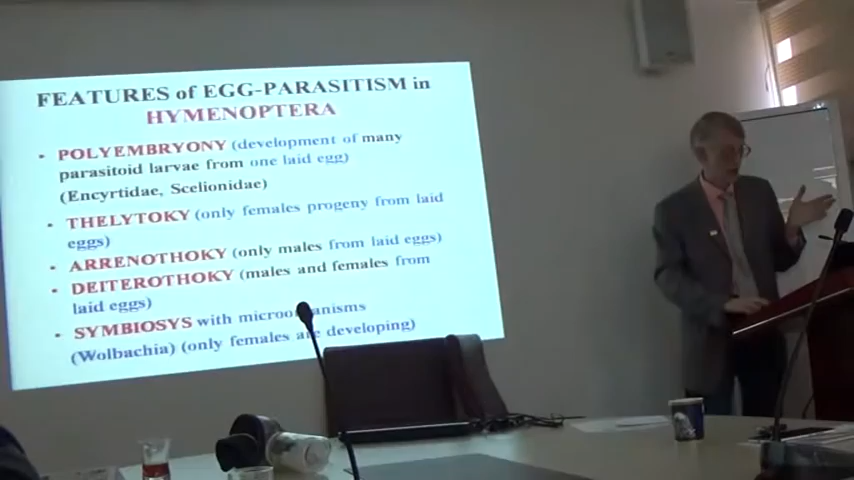 FEATURES of EGG-PARASITISM in
HYMENOPTERA
• POLYEMBRYONY (development of many
parasitoid larvae from one laid egg)
(Encyrtidae, Scelionidae)
• THELYTOKY (only females progeny from laid
eggs)
• ARRENOTHOKY (only males from laid eggs)
• DEITEROTHOKY (males and females from
laid eggs)
• SYMBIOSYS with microorganisms
(Wolbachin) (only females are developing)